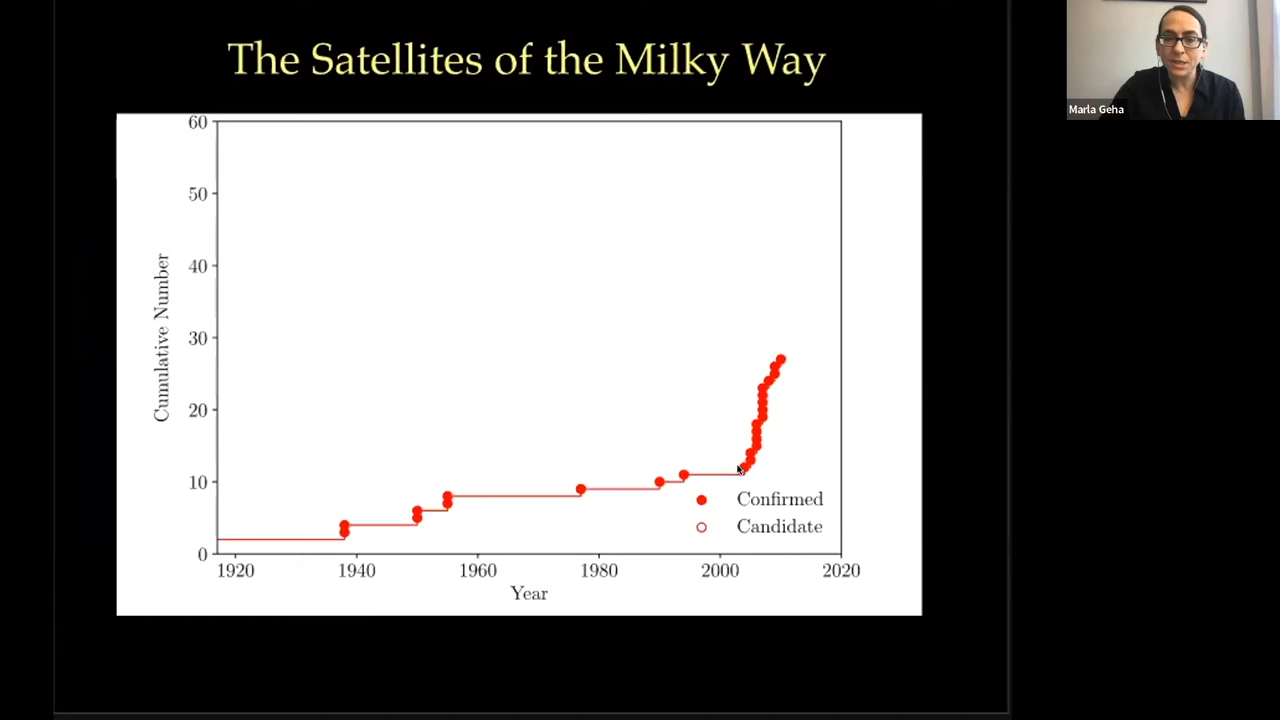 The Satellites of the Milky Way
Marla Geha
60
50
40
30
20
10
0
Cumulative Number
Confirmed
Candidate
1920 1940 1960 1980 2000 2020
Year